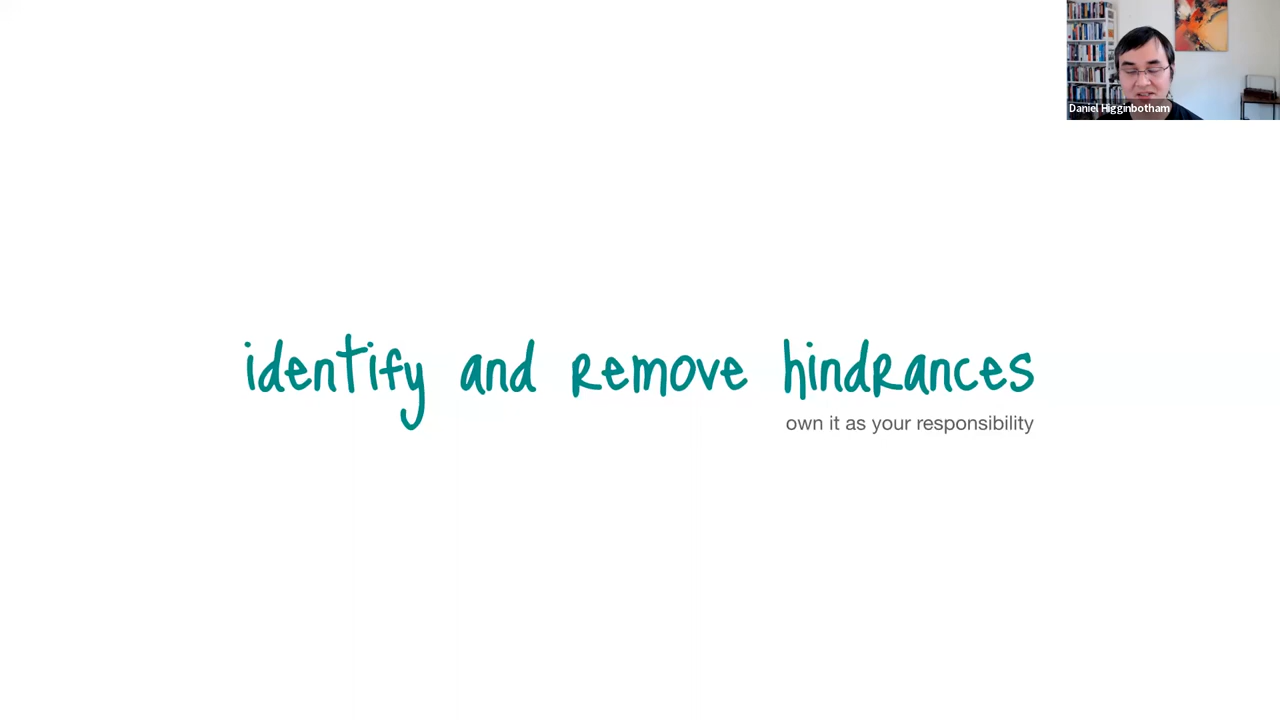 Daniel Higginbotham
identify and remove hindrances
own it as your responsibility